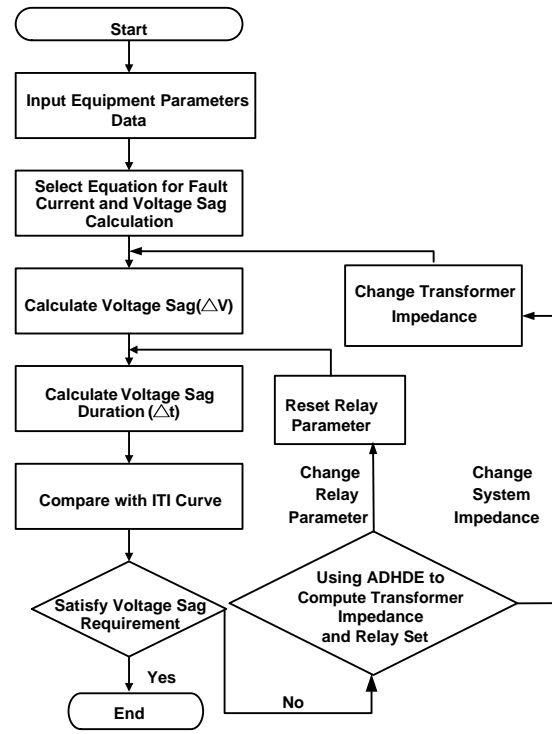 Start
Input Equipment Parameters
Data
Select Equation for Fault
Current and Voltage Sag
Calculation
Calculate Voltage Sag(△V)
Change Transformer
Impedance
Calculate Voltage Sag
Duration (△t)
Reset Relay
Parameter
Compare with ITI Curve
Change
Relay
Parameter
Change
System
Impedance
Satisfy Voltage Sag
Requirement
Using ADHDE to
Compute Transformer
Impedance
and Relay Set
Yes
No
End